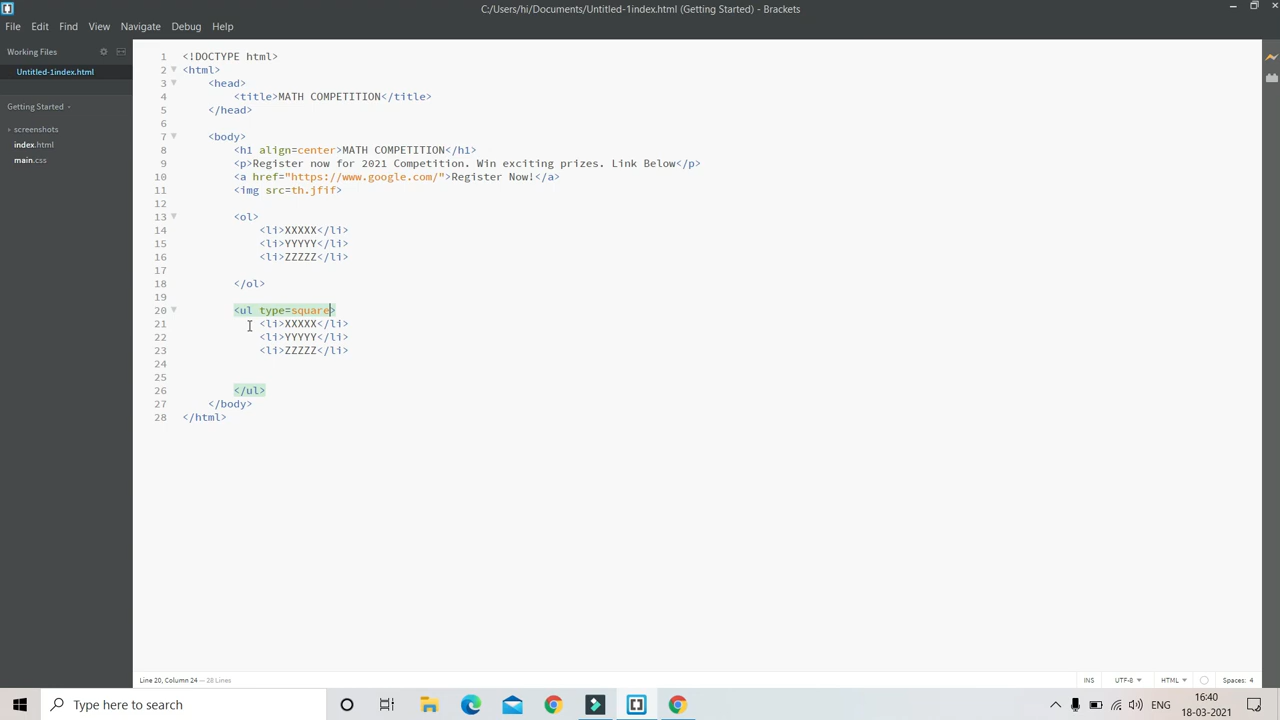 C:/Users/hi/Documents/Untitled-1index.html (Getting Started) - Brackets
File Edit Find View Navigate Debug Help
Working Files
Untitled-1index.html
Getting Started
screenshots
index.html
main.css
1 <!DOCTYPE html>
2 <html>
3 <head>
4 <title>MATH COMPETITION</title>
5 </head>
6
7 <body>
8 <h1 align=center>MATH COMPETITION</h1>
9 <p>Register now for 2021 Competition. Win exciting prizes. Link Below</p>
10 <a href="https://www.google.com/">Register Now!</a>
11 <img src=th.jfif>
12
13 <ol>
14 <li>XXXXX</li>
15 <li>YYYYY</li>
16 <li>ZZZZZ</li>
17
18 </ol>
19
20 <ul type=square>
21 <li>XXXXX</li>
22 <li>YYYYY</li>
23 <li>ZZZZZ</li>
24
25
26 </ul>
27 </body>
28 </html>
Line 20, Column 24 — 28 Lines
INS UTF-8 HTML Spaces: 4
Type here to search
ENG
16:40
18-03-2021